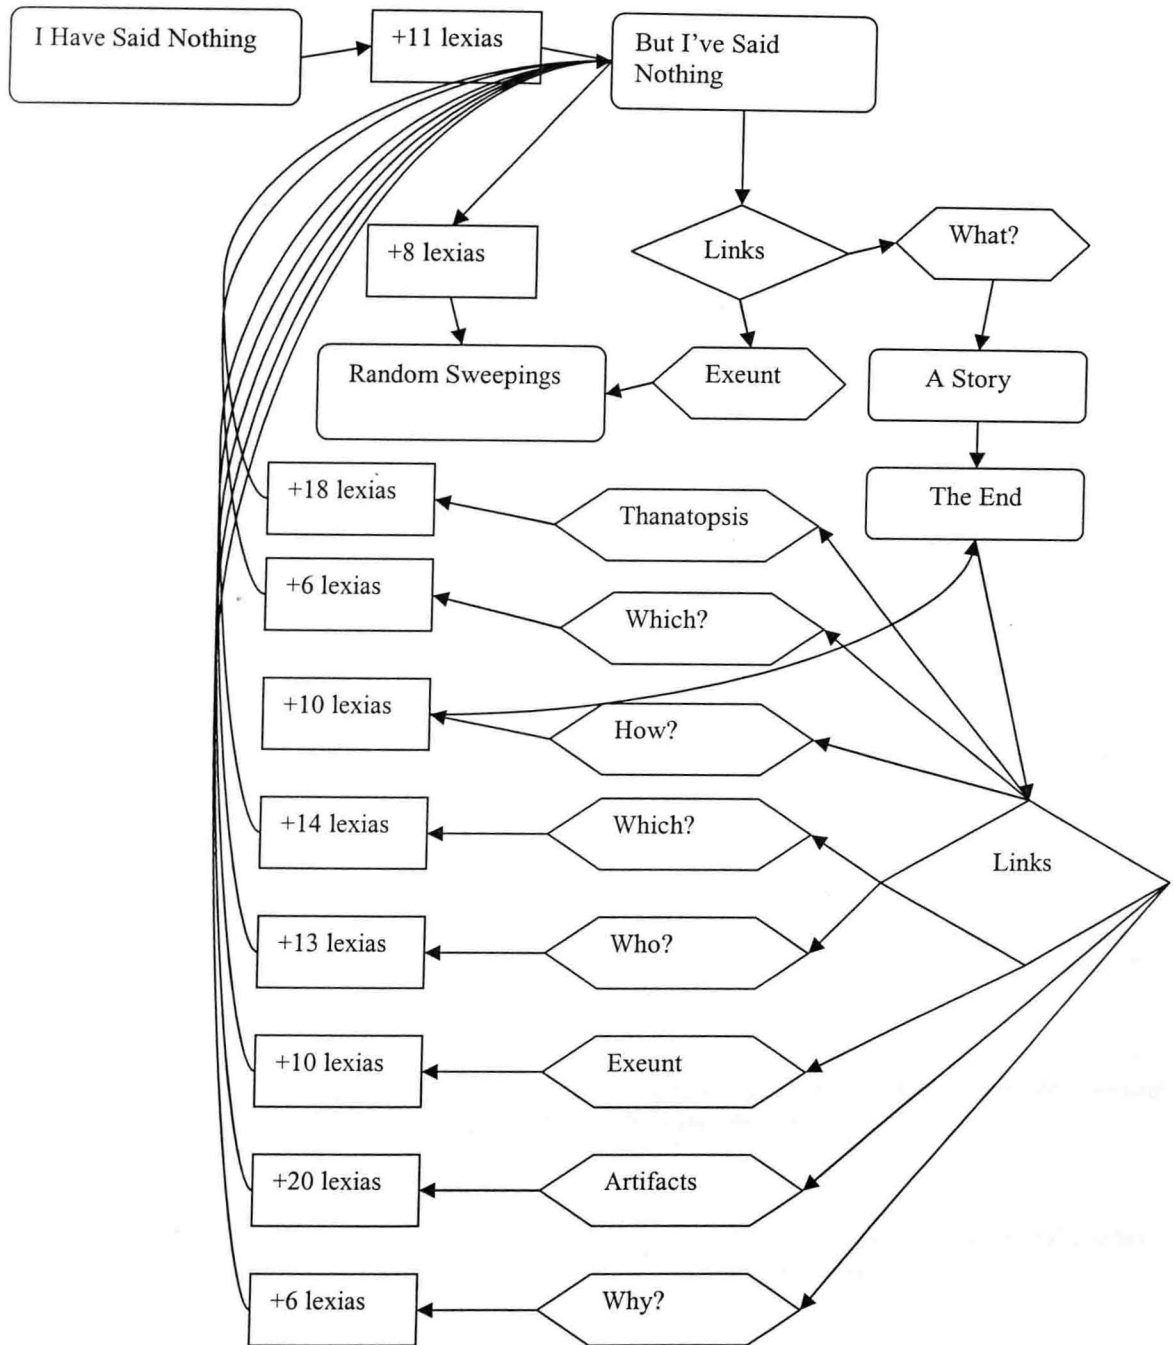 I Have Said Nothing
+11 lexias
But I've Said
Nothing
+8 lexias
Links
What?
Random Sweepings
Exeunt
A Story
+18 lexias
Thanatopsis
The End
+6 lexias
Which?
+10 lexias
How?
+14 lexias
Which?
Links
+13 lexias
Who?
+10 lexias
Exeunt
+20 lexias
Artifacts
+6 lexias
Why?